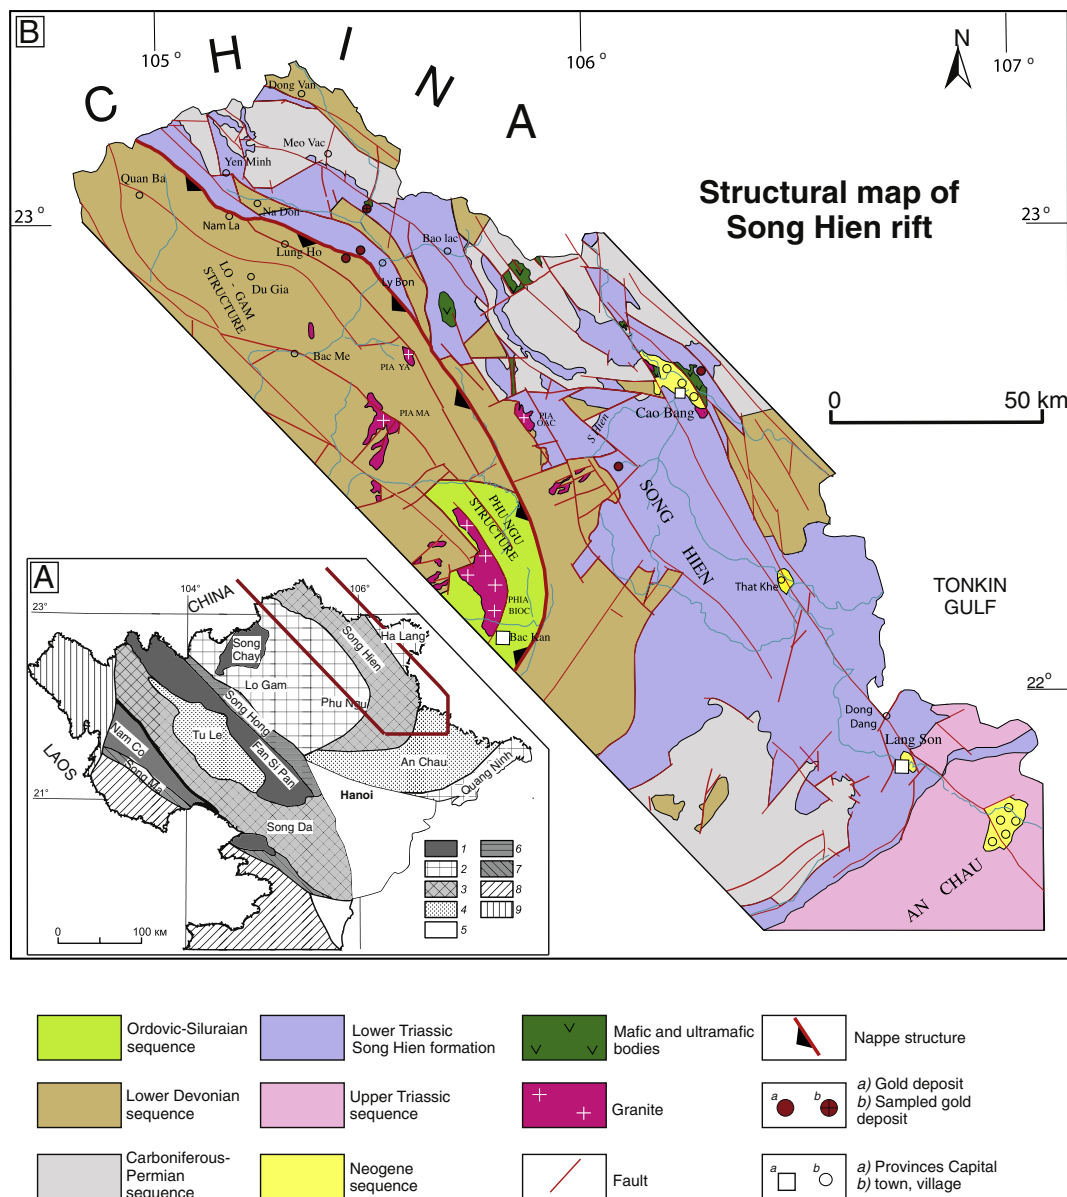 B
105 °
106 °
107 °
C H I N A
N
Dong Van
Meo Vac
Yen Minh
Quan Ba
Na Don
Nam La
Lung Ho
Bao lac
Ly Bon
Du Gia
LO - GAM
STRUCTURE
23 °
23 °
Structural map of
Song Hien rift
Bac Me
PIA YA
PIA MA
PIA
OAC
S Hien
Cao Bang
0 50 km
SONG
HIEN
PHU NGU
STRUCTURE
PHIA
BIOC
Bac Kan
That Khe
TONKIN
GULF
22 °
Dong
Dang
Lang Son
AN CHAU
A
104°
106°
CHINA
23°
Song
Chay
Song Hien
Ha Lang
Lo Gam
Phu Ngu
Song Hong
Tu Le
Fan Si Pan
Nam Co
Song Ma
LAOS
An Chau
Quang Ninh
Hanoi
21°
Song Da
1
2
3
4
5
6
7
8
9
0 100 км
Ordovic-Siluraian
sequence
Lower Triassic
Song Hien formation
Mafic and ultramafic
bodies
Nappe structure
Lower Devonian
sequence
Upper Triassic
sequence
Granite
a b
a) Gold deposit
b) Sampled gold
deposit
Carboniferous-
Permian
sequence
Neogene
sequence
Fault
a b
a) Provinces Capital
b) town, village